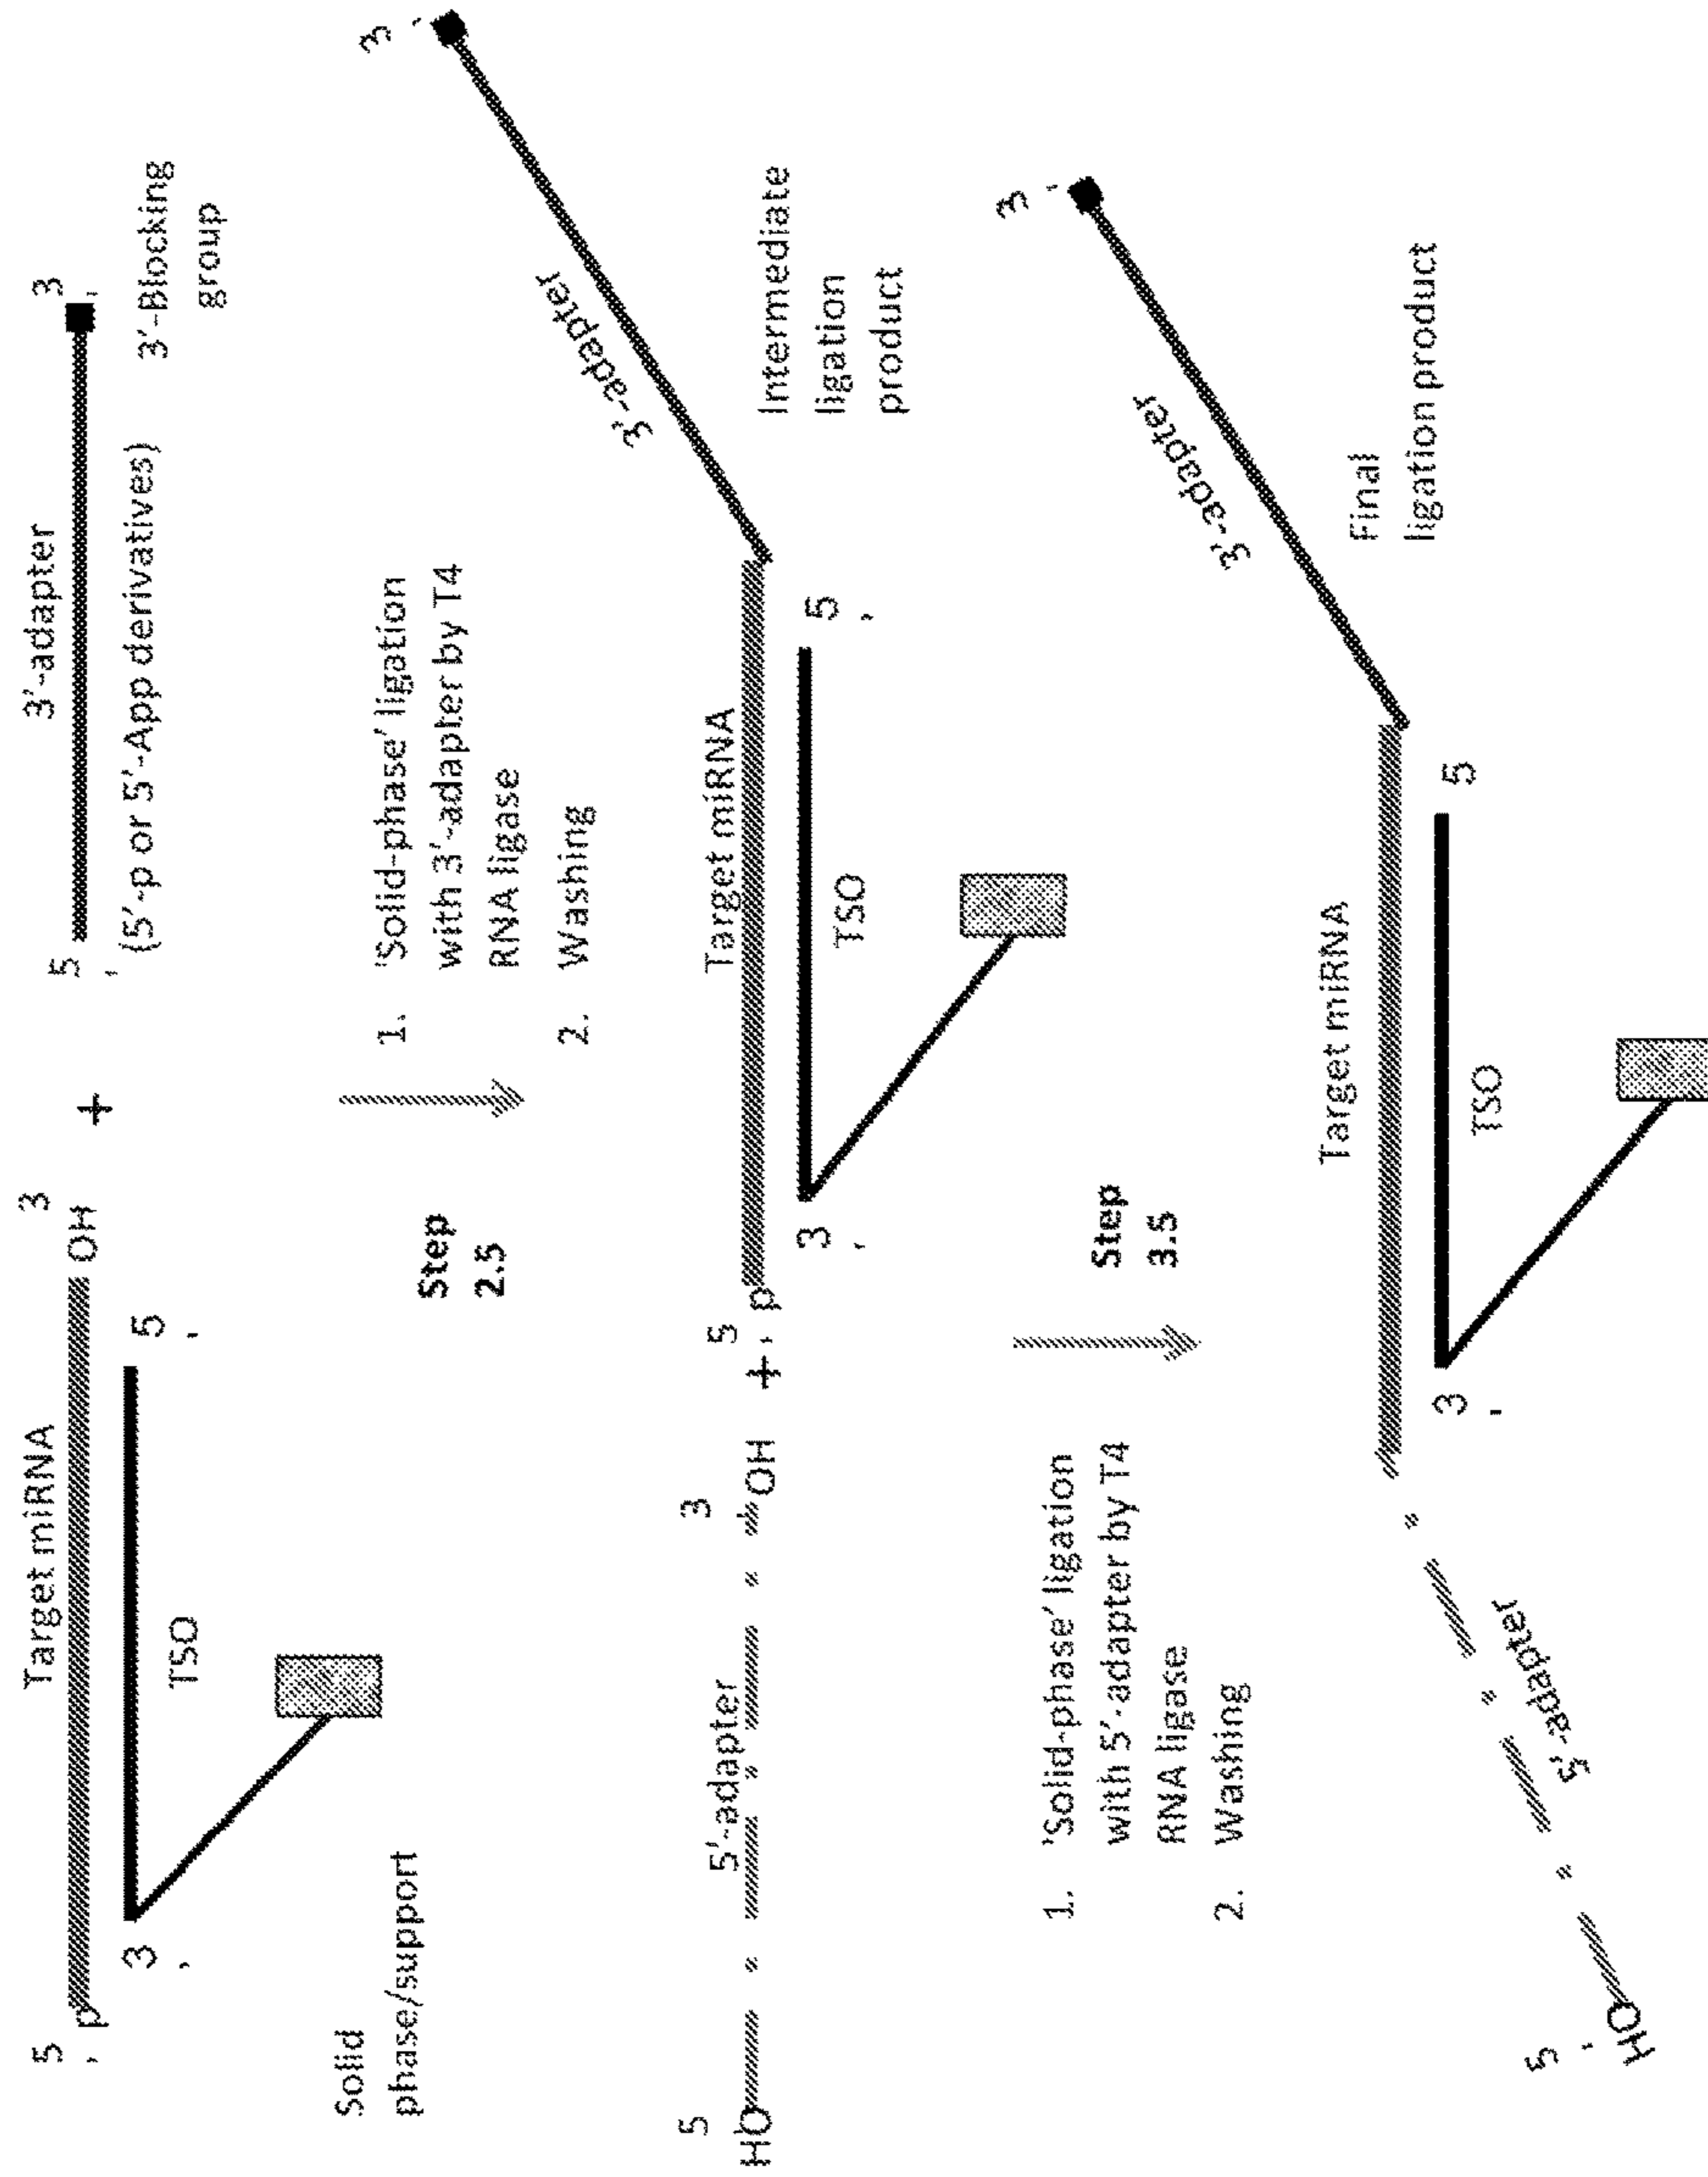 Target miRNA
3'-adapter
5'
p
3
OH
+
5'
3'
3'
5'
TSO
(5'-p or 5'-App derivatives)
3'-Blocking
group
Solid
phase/support
Step
2.5
1. 'Solid-phase' ligation
with 3'-adapter by T4
RNA ligase
2. Washing
3'
3'-adapter
5'
HO
5'-adapter
3'
OH
+
5'
p
Target miRNA
3'
5'
TSO
Intermediate
ligation
product
1. 'Solid-phase' ligation
with 5'-adapter by T4
RNA ligase
2. Washing
Step
3.5
3'
3'-adapter
Target miRNA
3'
5
TSO
Final
ligation product
5'-adapter
5'
HO